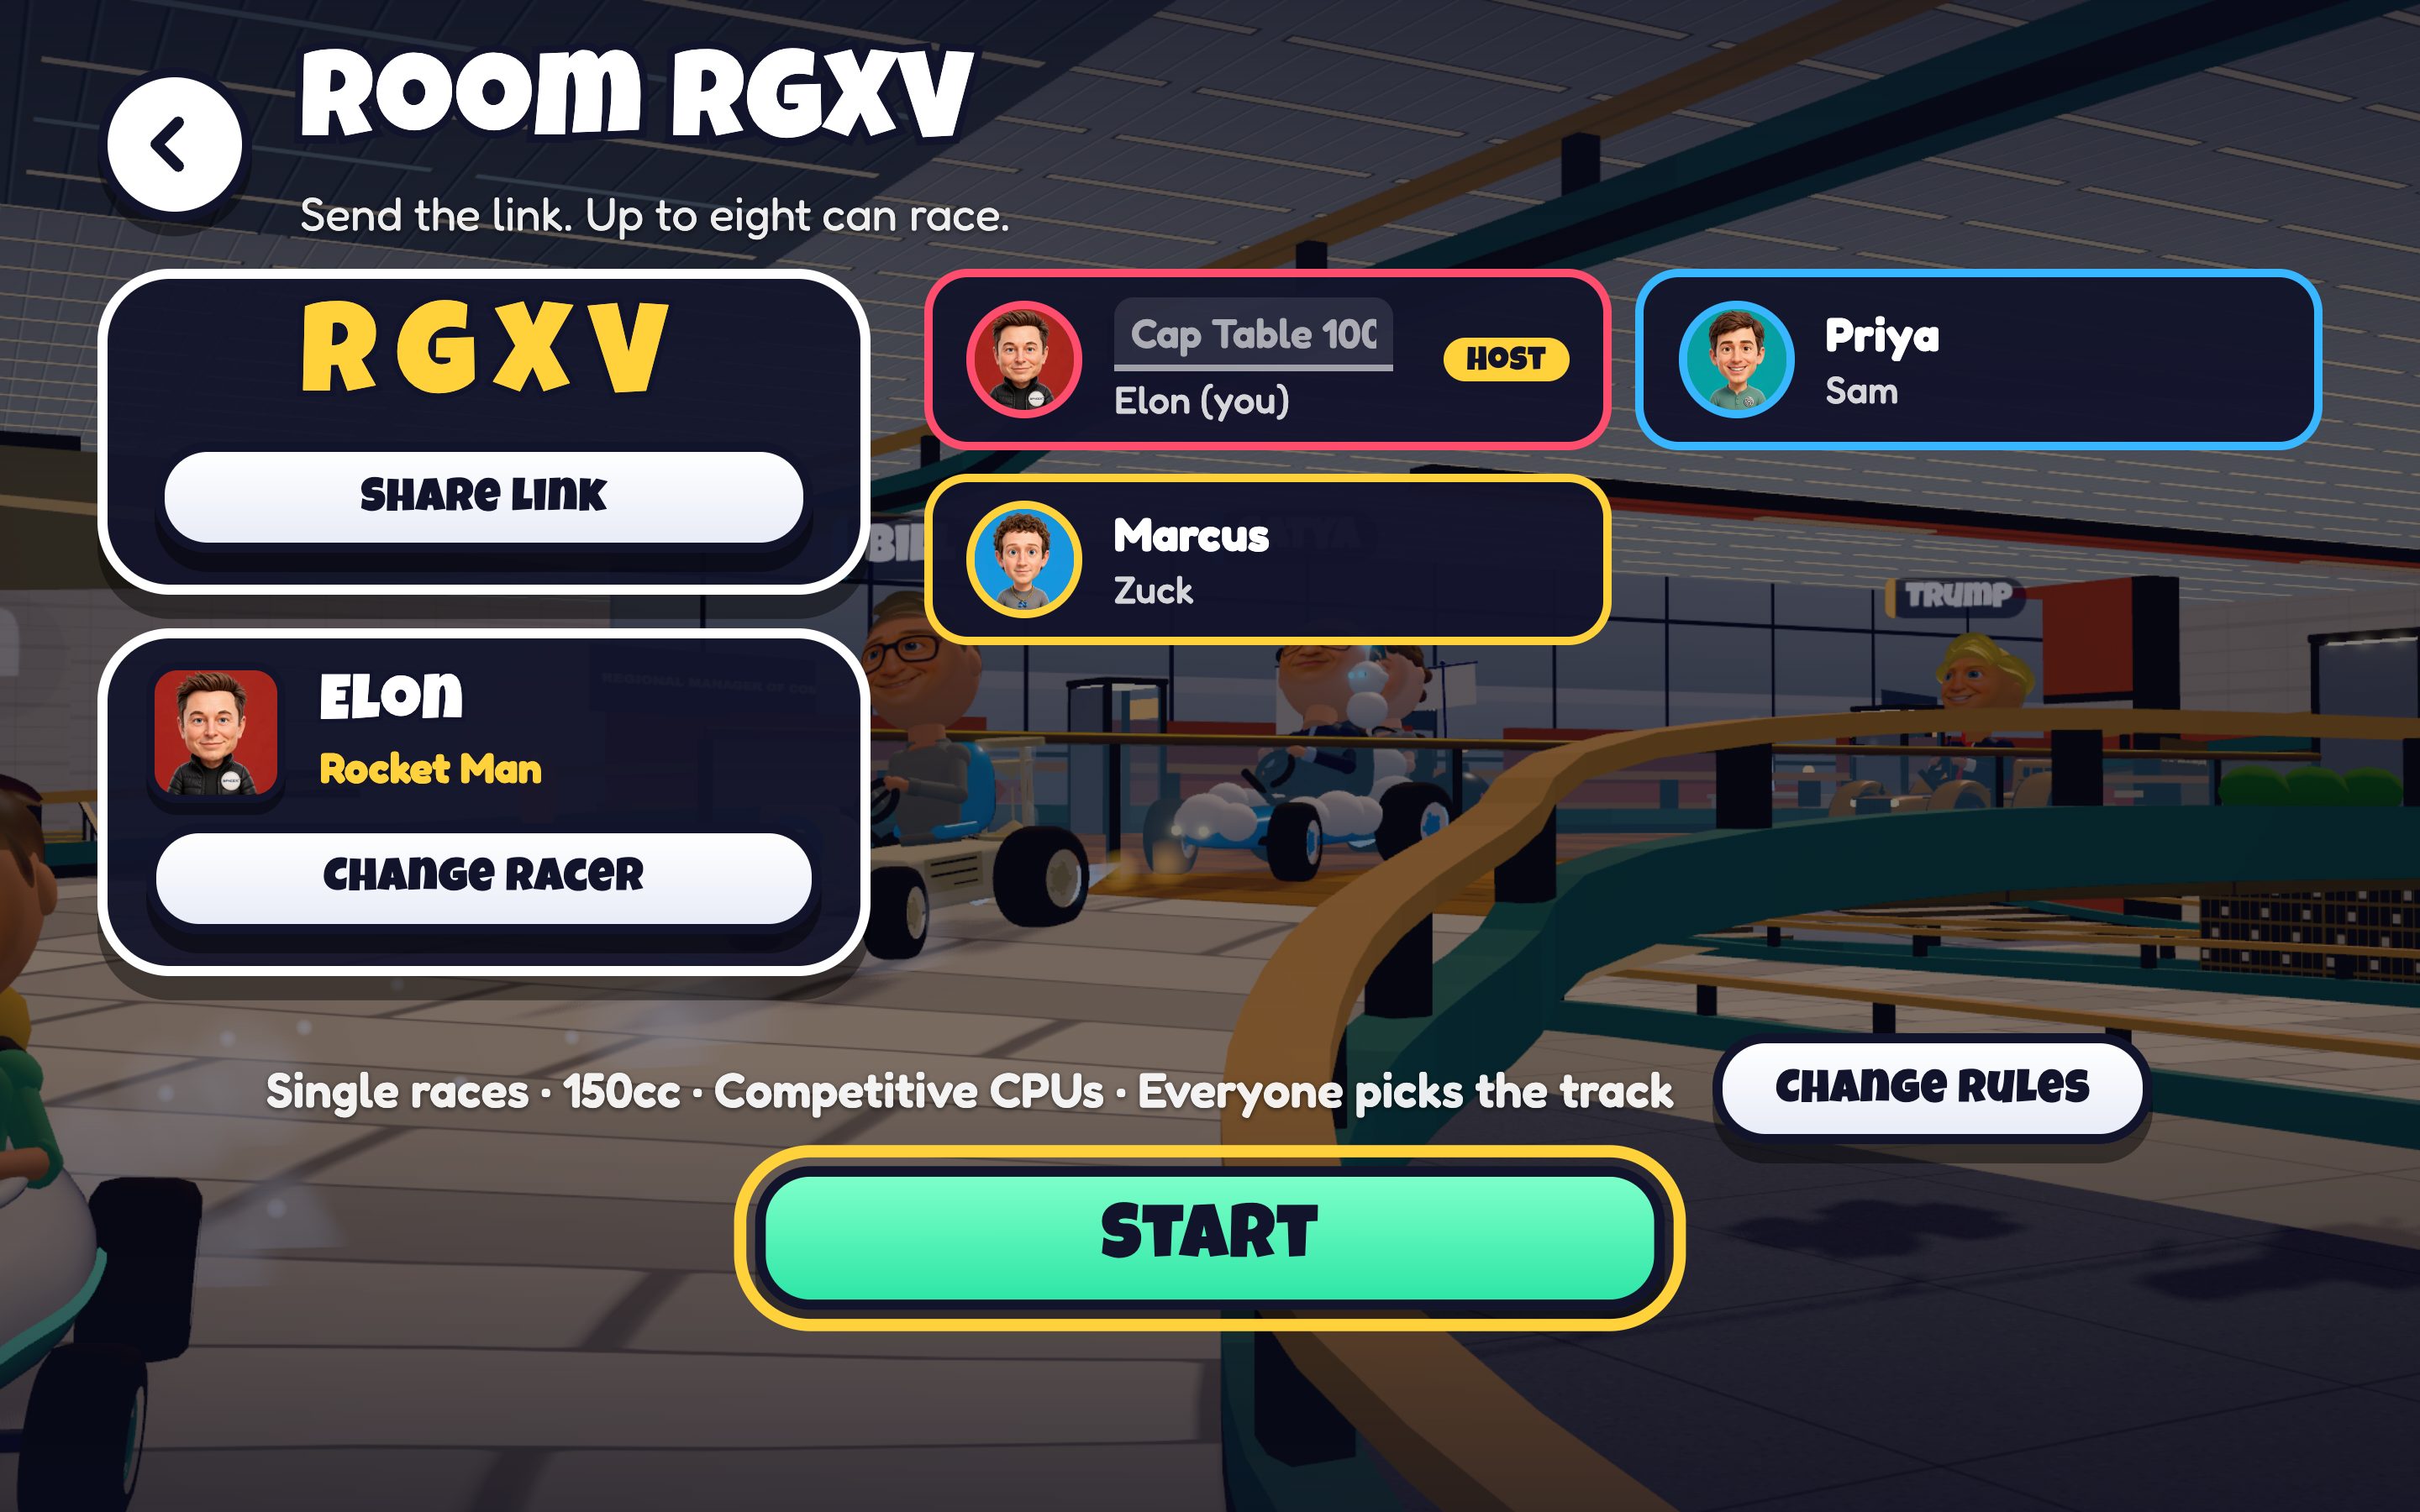 Room RGXV
Send the link. Up to eight can race.
RGXV
SHARE LINK
Cap Table 100
Elon (you)
HOST
Priya
Sam
Marcus
Zuck
BIL
TRUMP
ELON
Rocket Man
CHANGE RACER
Single races · 150cc · Competitive CPUs · Everyone picks the track
CHANGE RULES
START